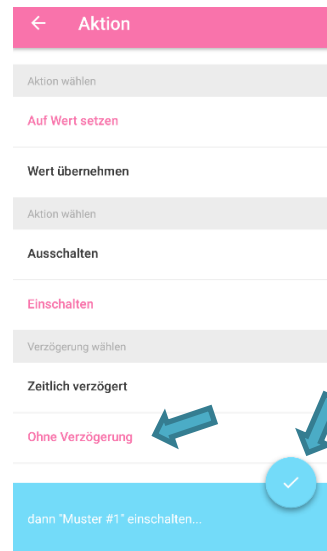 Aktion
Aktion wählen
Auf Wert setzen
Wert übernehmen
Aktion wählen
Ausschalten
Einschalten
Verzögerung wählen
Zeitlich verzögert
Ohne Verzögerung
dann "Muster #1" einschalten...